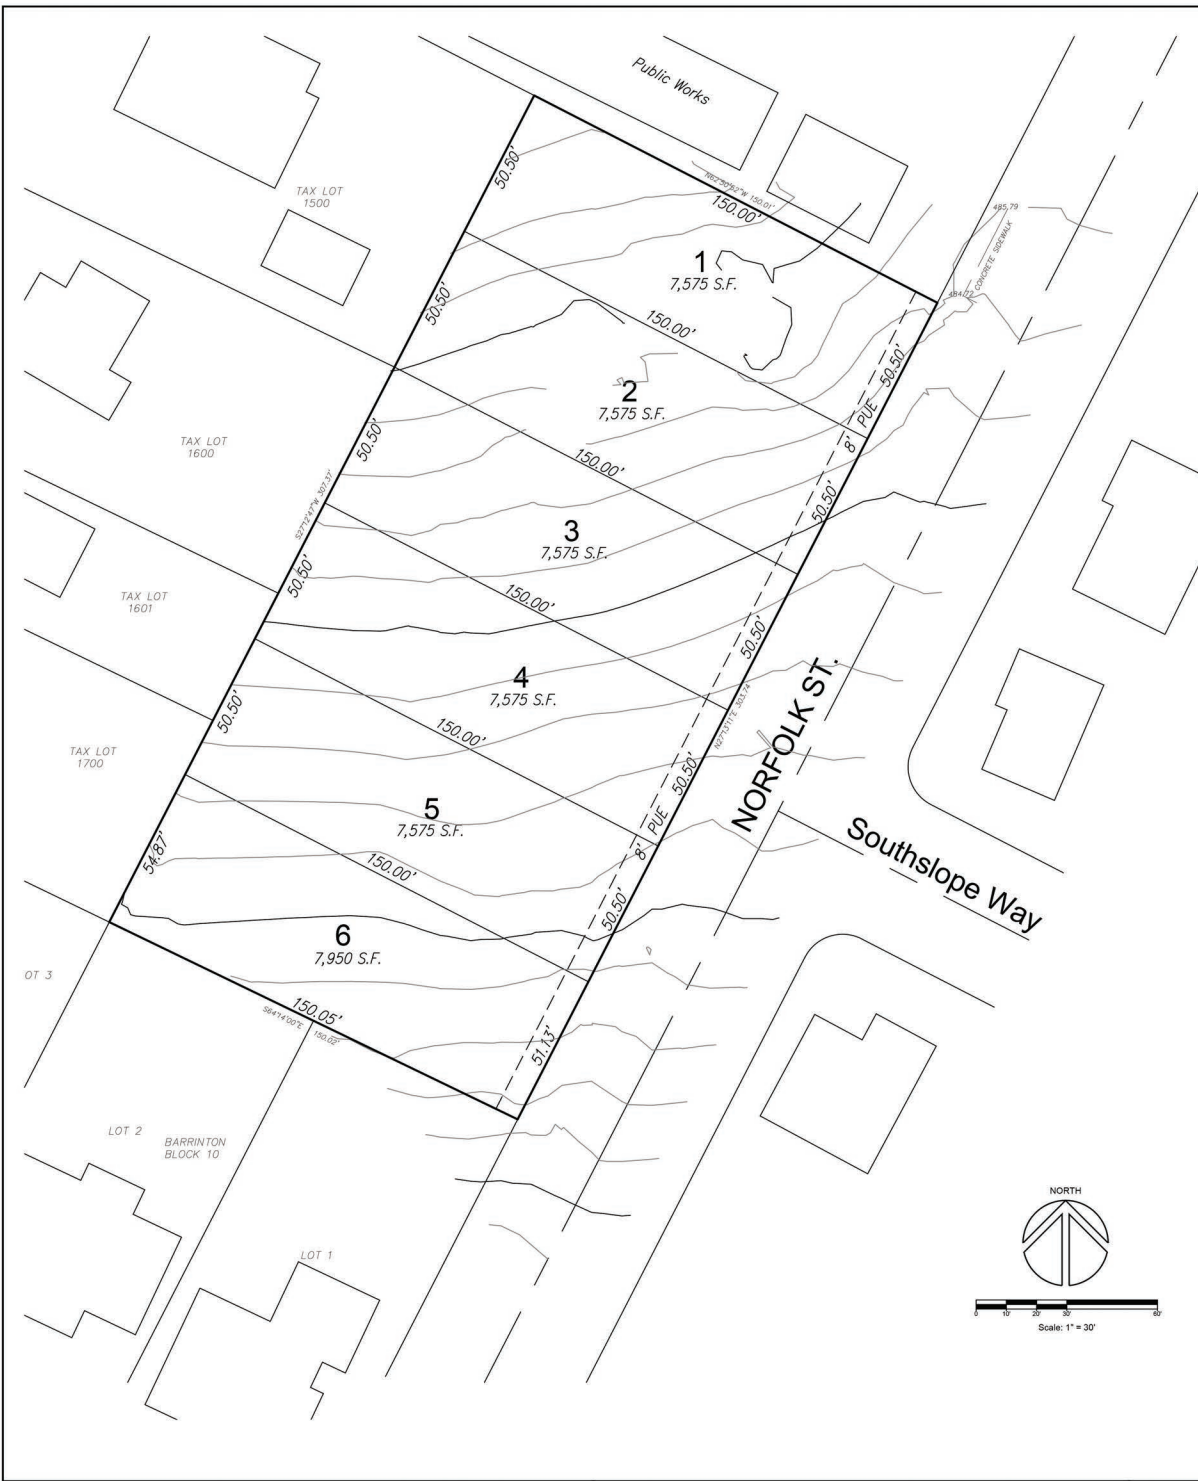 Public Works
TAX LOT
1500
50.50'
N62°50'52"W 150.01'
150.00'
485.79
CONCRETE SIDEWALK
484.72
1
7,575 S.F.
50.50'
150.00'
50.50'
2
7,575 S.F.
8' PUE
TAX LOT
1600
50.50'
150.00'
S27°12'47"W 307.37'
50.50'
3
7,575 S.F.
TAX LOT
1601
50.50'
150.00'
50.50'
4
7,575 S.F.
NORFOLK ST.
N27°13'11"E 303.74'
50.50'
150.00'
TAX LOT
1700
50.50'
5
7,575 S.F.
8' PUE
Southslope Way
54.87'
150.00'
50.50'
6
7,950 S.F.
OT 3
150.05'
S64°14'00"E 150.02'
51.13'
LOT 2
BARRINTON
BLOCK 10
LOT 1
NORTH
0 10' 20' 30' 60'
Scale: 1" = 30'